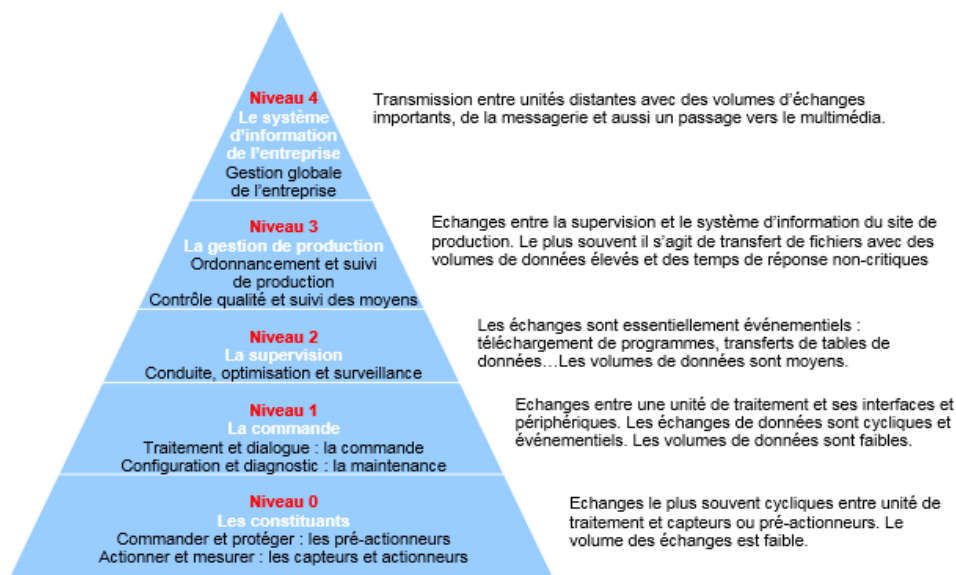 Niveau 4
Le système
d'information
de l'entreprise
Gestion globale
de l'entreprise
Transmission entre unités distantes avec des volumes d'échanges
importants, de la messagerie et aussi un passage vers le multimédia.
Niveau 3
La gestion de production
Ordonnancement et suivi
de production
Contrôle qualité et suivi des moyens
Echanges entre la supervision et le système d'information du site de
production. Le plus souvent il s'agit de transfert de fichiers avec des
volumes de données élevés et des temps de réponse non-critiques
Niveau 2
La supervision
Conduite, optimisation et surveillance
Les échanges sont essentiellement événementiels :
téléchargement de programmes, transferts de tables de
données…Les volumes de données sont moyens.
Niveau 1
La commande
Traitement et dialogue : la commande
Configuration et diagnostic : la maintenance
Echanges entre une unité de traitement et ses interfaces et
périphériques. Les échanges de données sont cycliques et
événementiels. Les volumes de données sont faibles.
Niveau 0
Les constituants
Commander et protéger : les pré-actionneurs
Actionner et mesurer : les capteurs et actionneurs
Echanges le plus souvent cycliques entre unité de
traitement et capteurs ou pré-actionneurs. Le
volume des échanges est faible.